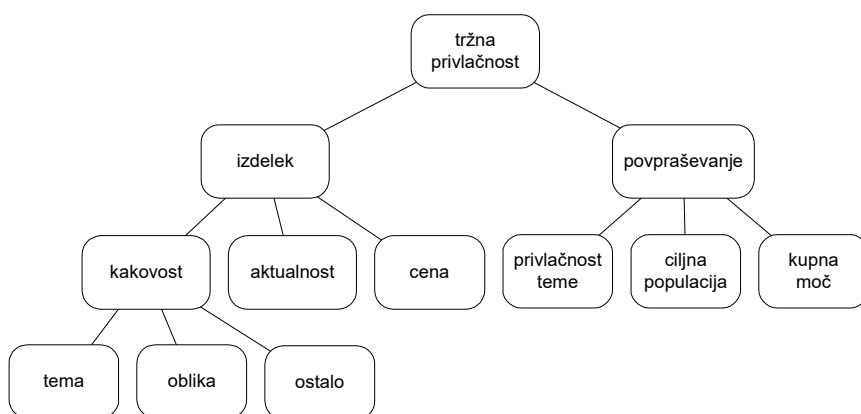 tržna
privlačnost
izdelek
povpraševanje
kakovost
aktualnost
cena
privlačnost
teme
ciljna
populacija
kupna
moč
tema
oblika
ostalo